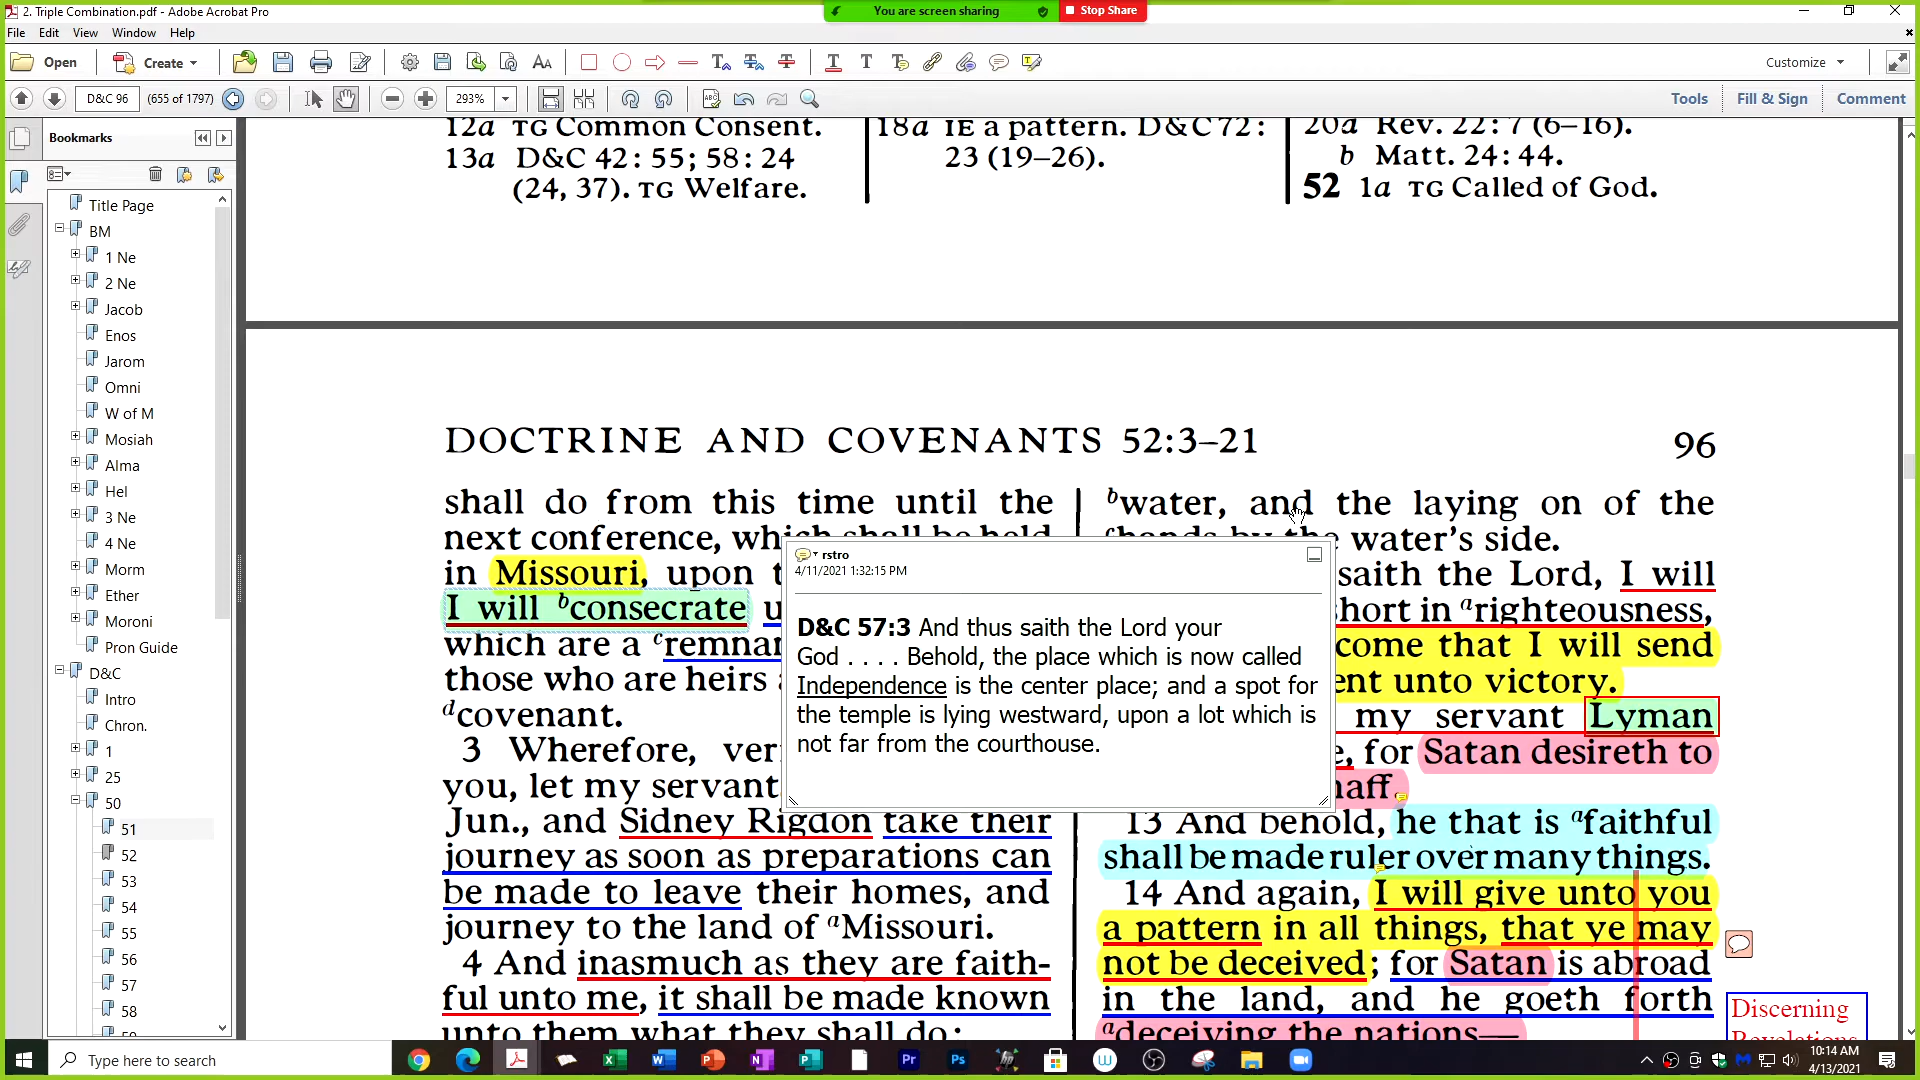 2. Triple Combination.pdf - Adobe Acrobat Pro
You are screen sharing
Stop Share
File Edit View Window Help
Open
Create
Customize
D&C 96 (655 of 1797)
293%
Tools Fill & Sign Comment
Bookmarks
Title Page
BM
1 Ne
2 Ne
Jacob
Enos
Jarom
Omni
W of M
Mosiah
Alma
Hel
3 Ne
4 Ne
Morm
Ether
Moroni
Pron Guide
D&C
Intro
Chron.
1
25
50
51
52
53
54
55
56
57
58
12a TG Common Consent.
13a D&C 42:55; 58:24
(24, 37). TG Welfare.
18a IE a pattern. D&C 72:
23 (19–26).
20a Rev. 22:7 (6–16).
b Matt. 24:44.
52 1a TG Called of God.
DOCTRINE AND COVENANTS 52:3–21
96
shall do from this time until the
next conference, which shall be held
in Missouri, upon
I will bconsecrate
which are a cremnan
those who are heirs
dcovenant.
3 Wherefore, ver
you, let my servant
Jun., and Sidney Rigdon take their
journey as soon as preparations can
be made to leave their homes, and
journey to the land of aMissouri.
4 And inasmuch as they are faith-
ful unto me, it shall be made known
unto them what they shall do;
bwater, and the laying on of the
chands by the water's side.
saith the Lord, I will
short in arighteousness,
come that I will send
ent unto victory.
my servant Lyman
e, for Satan desireth to
haff.
13 And behold, he that is afaithful
shall be made ruler over many things.
14 And again, I will give unto you
a pattern in all things, that ye may
not be deceived; for Satan is abroad
in the land, and he goeth forth
adeceiving the nations—
rstro
4/11/2021 1:32:15 PM
D&C 57:3 And thus saith the Lord your
God . . . . Behold, the place which is now called
Independence is the center place; and a spot for
the temple is lying westward, upon a lot which is
not far from the courthouse.
Discerning
Revelations
Type here to search
10:14 AM
4/13/2021